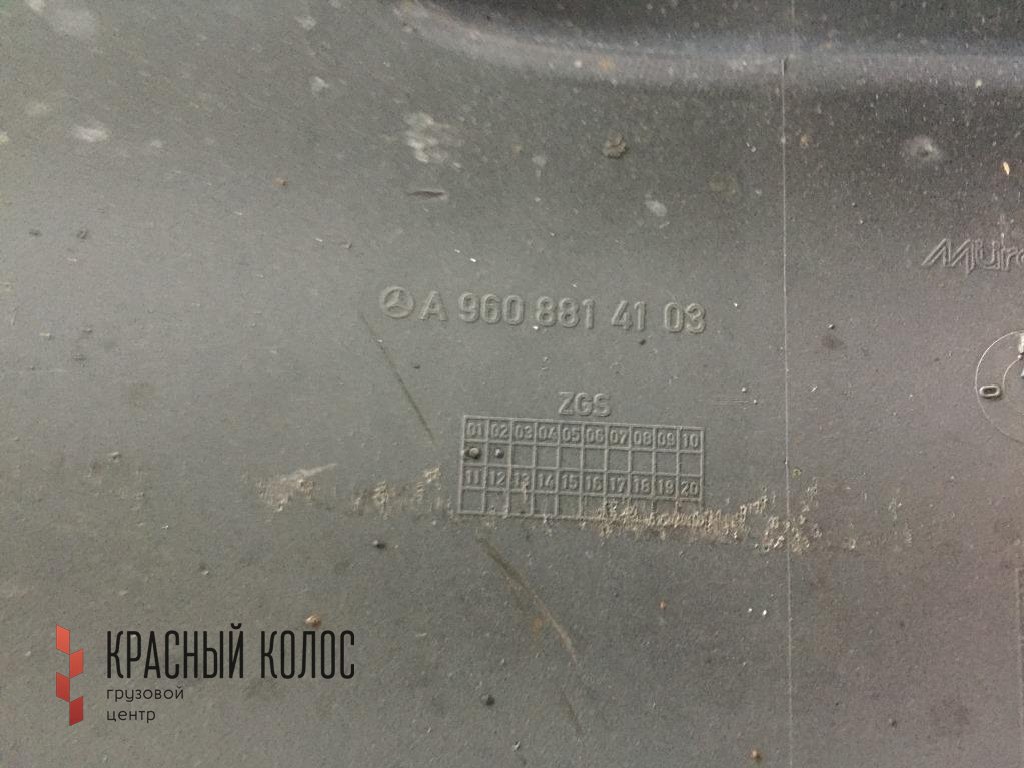 A 960 881 41 03
ZGS
01 02 03 04 05 06 07 08 09 10
11 12 13 14 15 16 17 18 19 20
0
КРАСНЫЙ КОЛОС
грузовой
центр